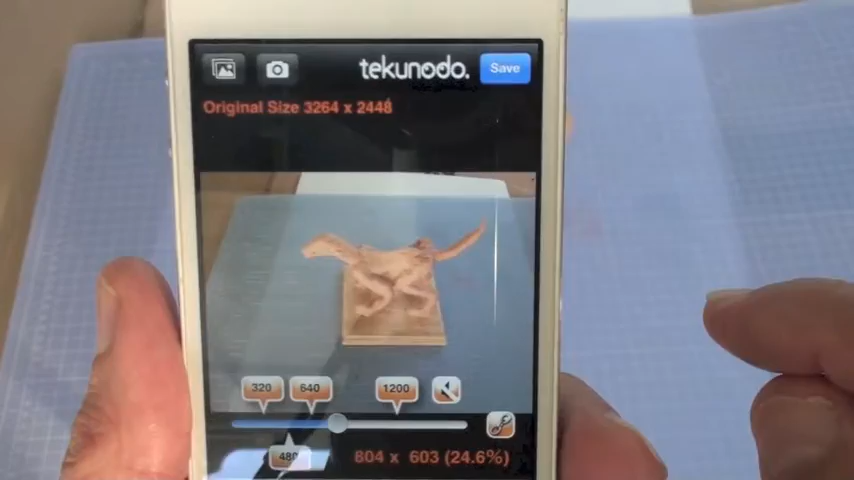 tekunodo.
Save
Original Size 3264 x 2448
320
640
1200
480
804 x 603 (24.6%)